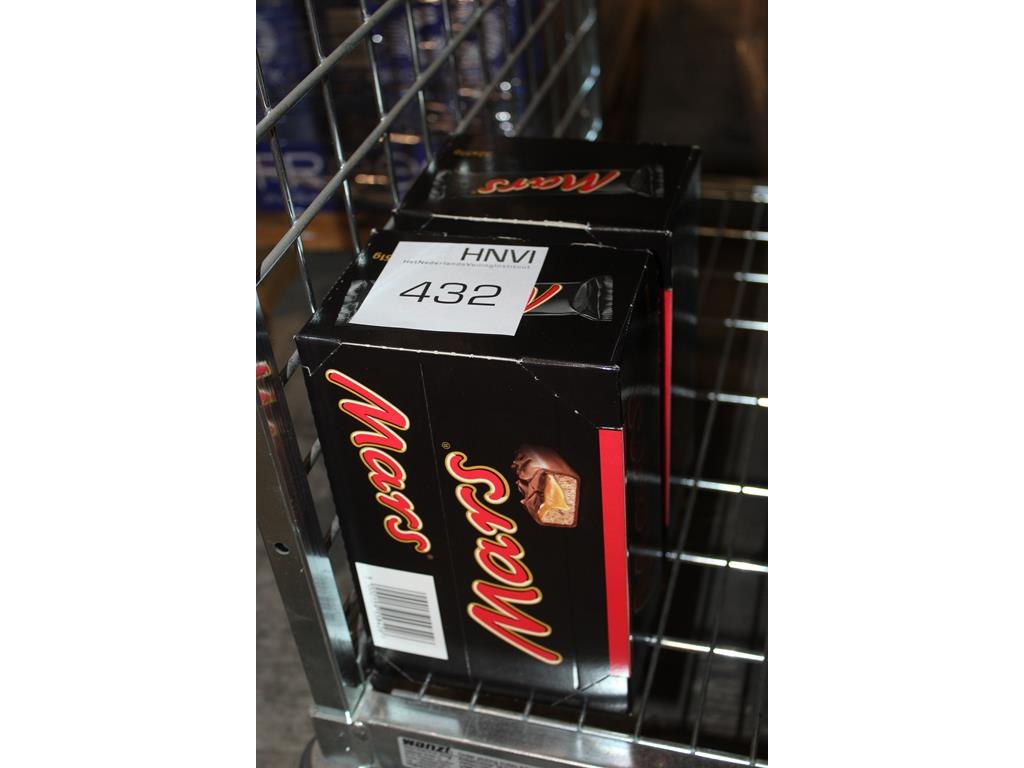 Mars
HNVI
HetNederlandsVeilingInstituut
432
Mars
Mars
wanzl